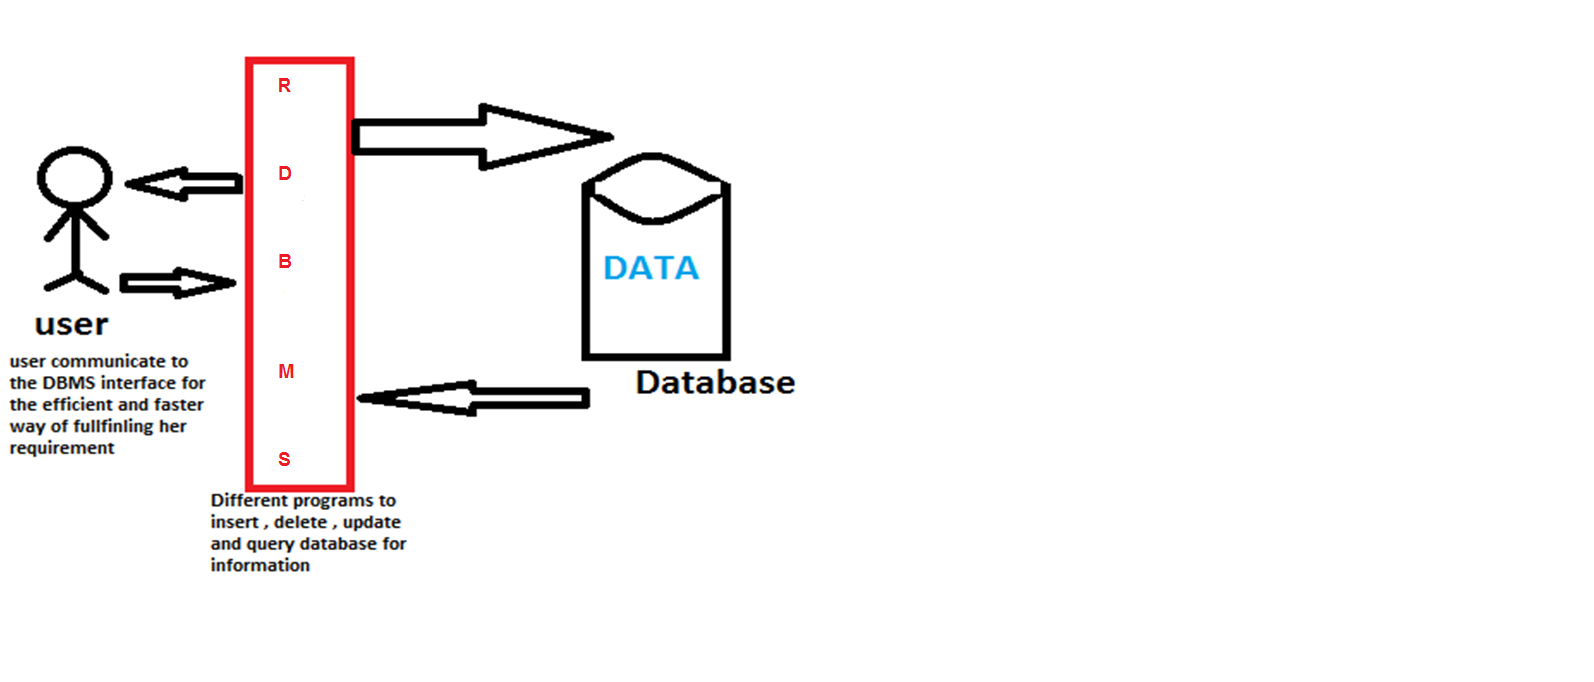 R
D
B
M
S
user
user communicate to
the DBMS interface for
the efficient and faster
way of fullfinling her
requirement
Different programs to
insert , delete , update
and query database for
information
DATA
Database